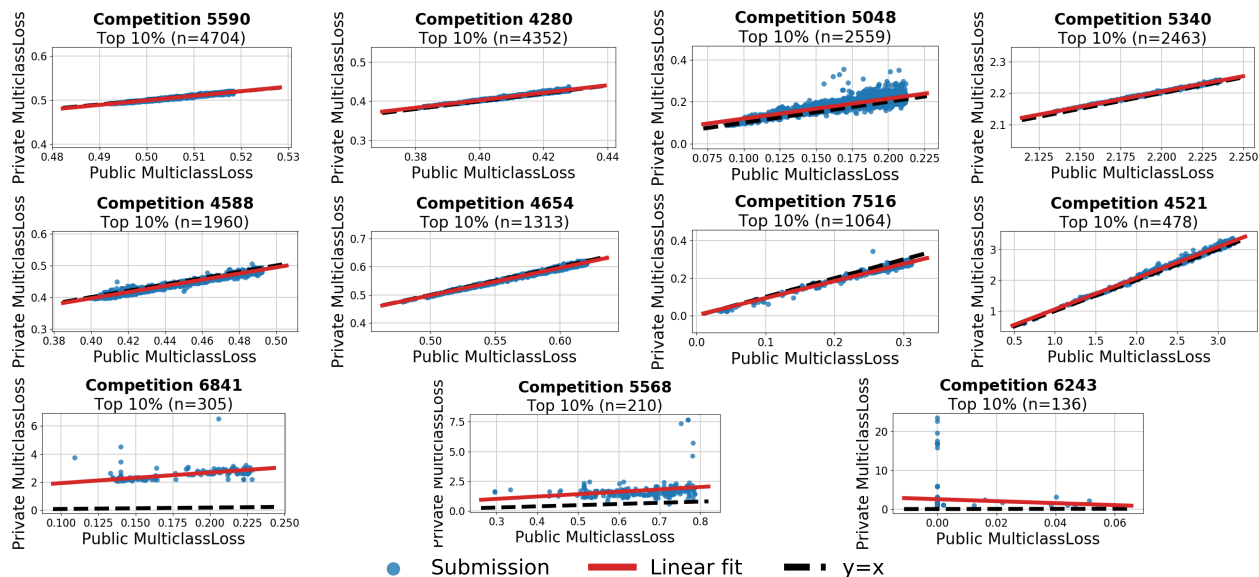 Competition 5590
Top 10% (n=4704)
Private MulticlassLoss
0.6
0.5
0.4
0.48 0.49 0.50 0.51 0.52 0.53
Public MulticlassLoss
Competition 4280
Top 10% (n=4352)
Private MulticlassLoss
0.5
0.4
0.3
0.38 0.40 0.42 0.44
Public MulticlassLoss
Competition 5048
Top 10% (n=2559)
Private MulticlassLoss
0.4
0.2
0.0
0.075 0.100 0.125 0.150 0.175 0.200 0.225
Public MulticlassLoss
Competition 5340
Top 10% (n=2463)
Private MulticlassLoss
2.3
2.2
2.1
2.125 2.150 2.175 2.200 2.225 2.250
Public MulticlassLoss
Competition 4588
Top 10% (n=1960)
Private MulticlassLoss
0.6
0.5
0.4
0.3
0.38 0.40 0.42 0.44 0.46 0.48 0.50
Public MulticlassLoss
Competition 4654
Top 10% (n=1313)
Private MulticlassLoss
0.7
0.6
0.5
0.4
0.50 0.55 0.60
Public MulticlassLoss
Competition 7516
Top 10% (n=1064)
Private MulticlassLoss
0.4
0.2
0.0
0.0 0.1 0.2 0.3
Public MulticlassLoss
Competition 4521
Top 10% (n=478)
Private MulticlassLoss
3
2
1
0.5 1.0 1.5 2.0 2.5 3.0
Public MulticlassLoss
Competition 6841
Top 10% (n=305)
Private MulticlassLoss
6
4
2
0
0.100 0.125 0.150 0.175 0.200 0.225 0.250
Public MulticlassLoss
Competition 5568
Top 10% (n=210)
Private MulticlassLoss
7.5
5.0
2.5
0.0
0.3 0.4 0.5 0.6 0.7 0.8
Public MulticlassLoss
Competition 6243
Top 10% (n=136)
Private MulticlassLoss
20
10
0
0.00 0.02 0.04 0.06
Public MulticlassLoss
Submission
Linear fit
y=x